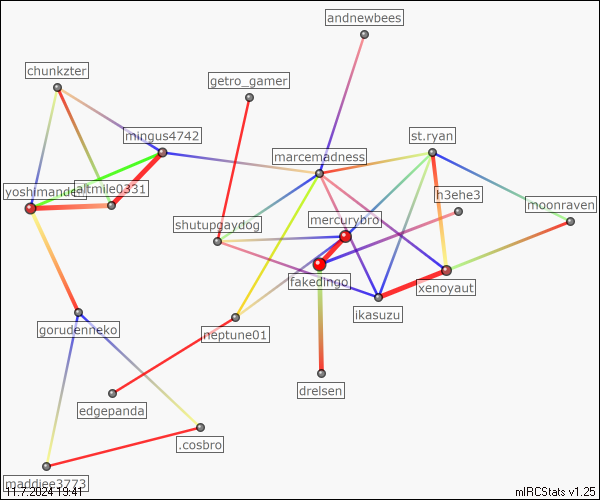 andnewbees
chunkzter
getro_gamer
mingus4742
st.ryan
marcemadness
altmile0331
h3ehe3
moonraven
mercurybro
shutupgaydog
fakedingo
xenoyaut
ikasuzu
gorudenneko
neptune01
drelsen
edgepanda
.cosbro
maddiee3773
11.7.2024 19:41
mIRCStats v1.25